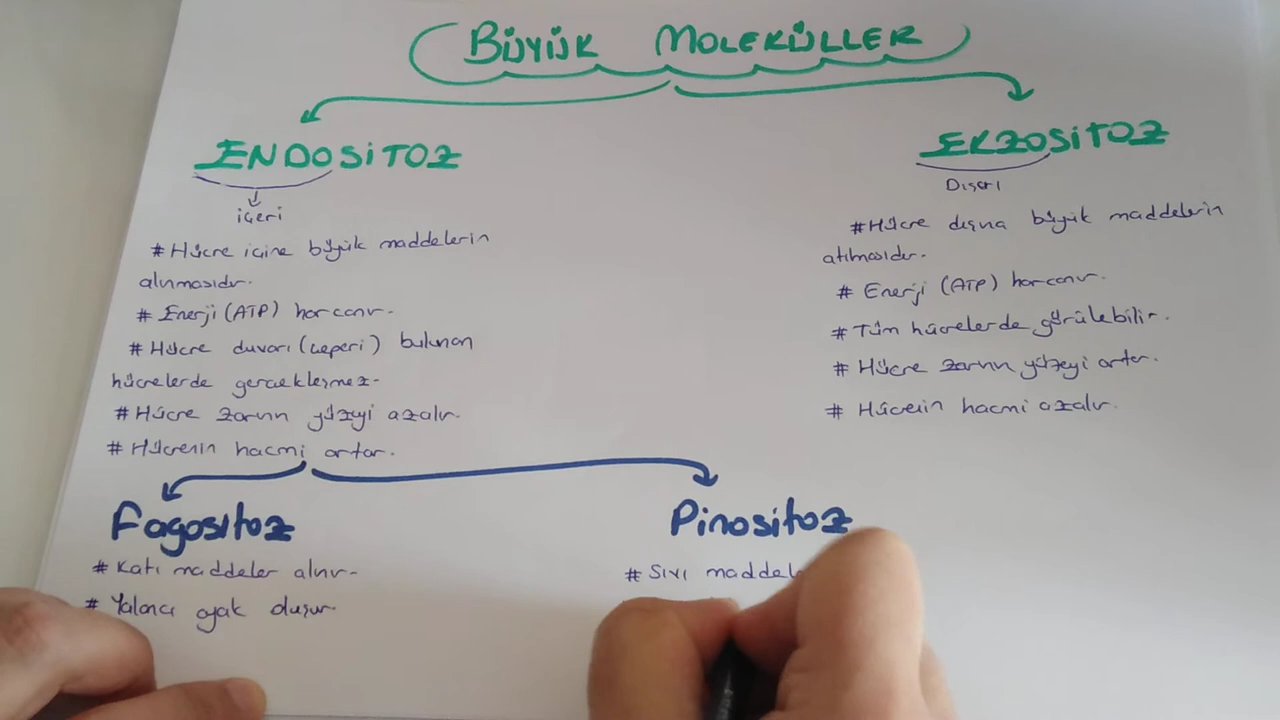 BÜYÜK MOLEKÜLLER
ENDOSİTOZ
içeri
# Hücre içine büyük maddelerin
alınmasıdır.
# Enerji (ATP) harcanır.
# Hücre duvarı (çeperi) bulunan
hücrelerde gerçekleşmez.
# Hücre zarının yüzeyi azalır.
# Hücrenin hacmi artar.
EKZOSİTOZ
Dışarı
#Hücre dışına büyük maddelerin
atılmasıdır.
# Enerji (ATP) harcanır.
# Tüm hücrelerde görülebilir.
# Hücre zarının yüzeyi artar.
# Hücrenin hacmi azalır.
Fagositoz
# Katı maddeler alınır.
# Yalancı ayak oluşur.
Pinositoz
# Sıvı maddel